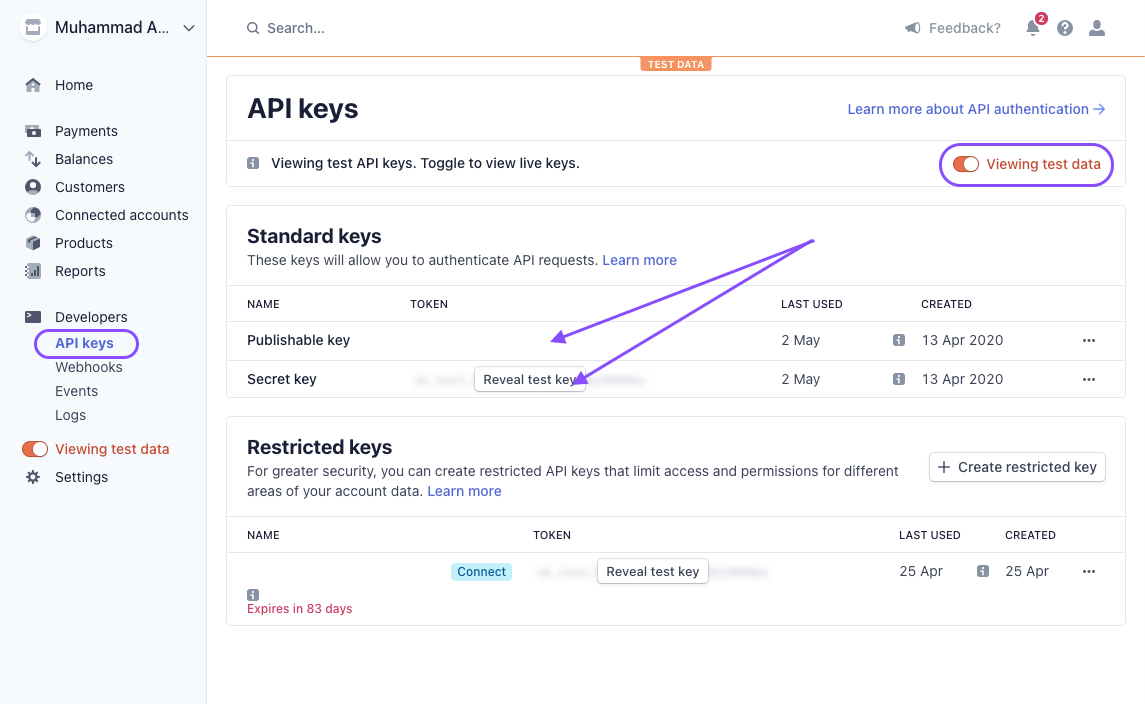 Muhammad A...
Search...
Feedback?
2
TEST DATA
Home
Payments
Balances
Customers
Connected accounts
Products
Reports
Developers
API keys
Webhooks
Events
Logs
Viewing test data
Settings
API keys
Learn more about API authentication →
Viewing test API keys. Toggle to view live keys.
Viewing test data
Standard keys
These keys will allow you to authenticate API requests. Learn more
NAME TOKEN LAST USED CREATED
Publishable key 2 May 13 Apr 2020
Secret key Reveal test key 2 May 13 Apr 2020
Restricted keys
For greater security, you can create restricted API keys that limit access and permissions for different
areas of your account data. Learn more
+ Create restricted key
NAME TOKEN LAST USED CREATED
Connect Reveal test key 25 Apr 25 Apr
Expires in 83 days